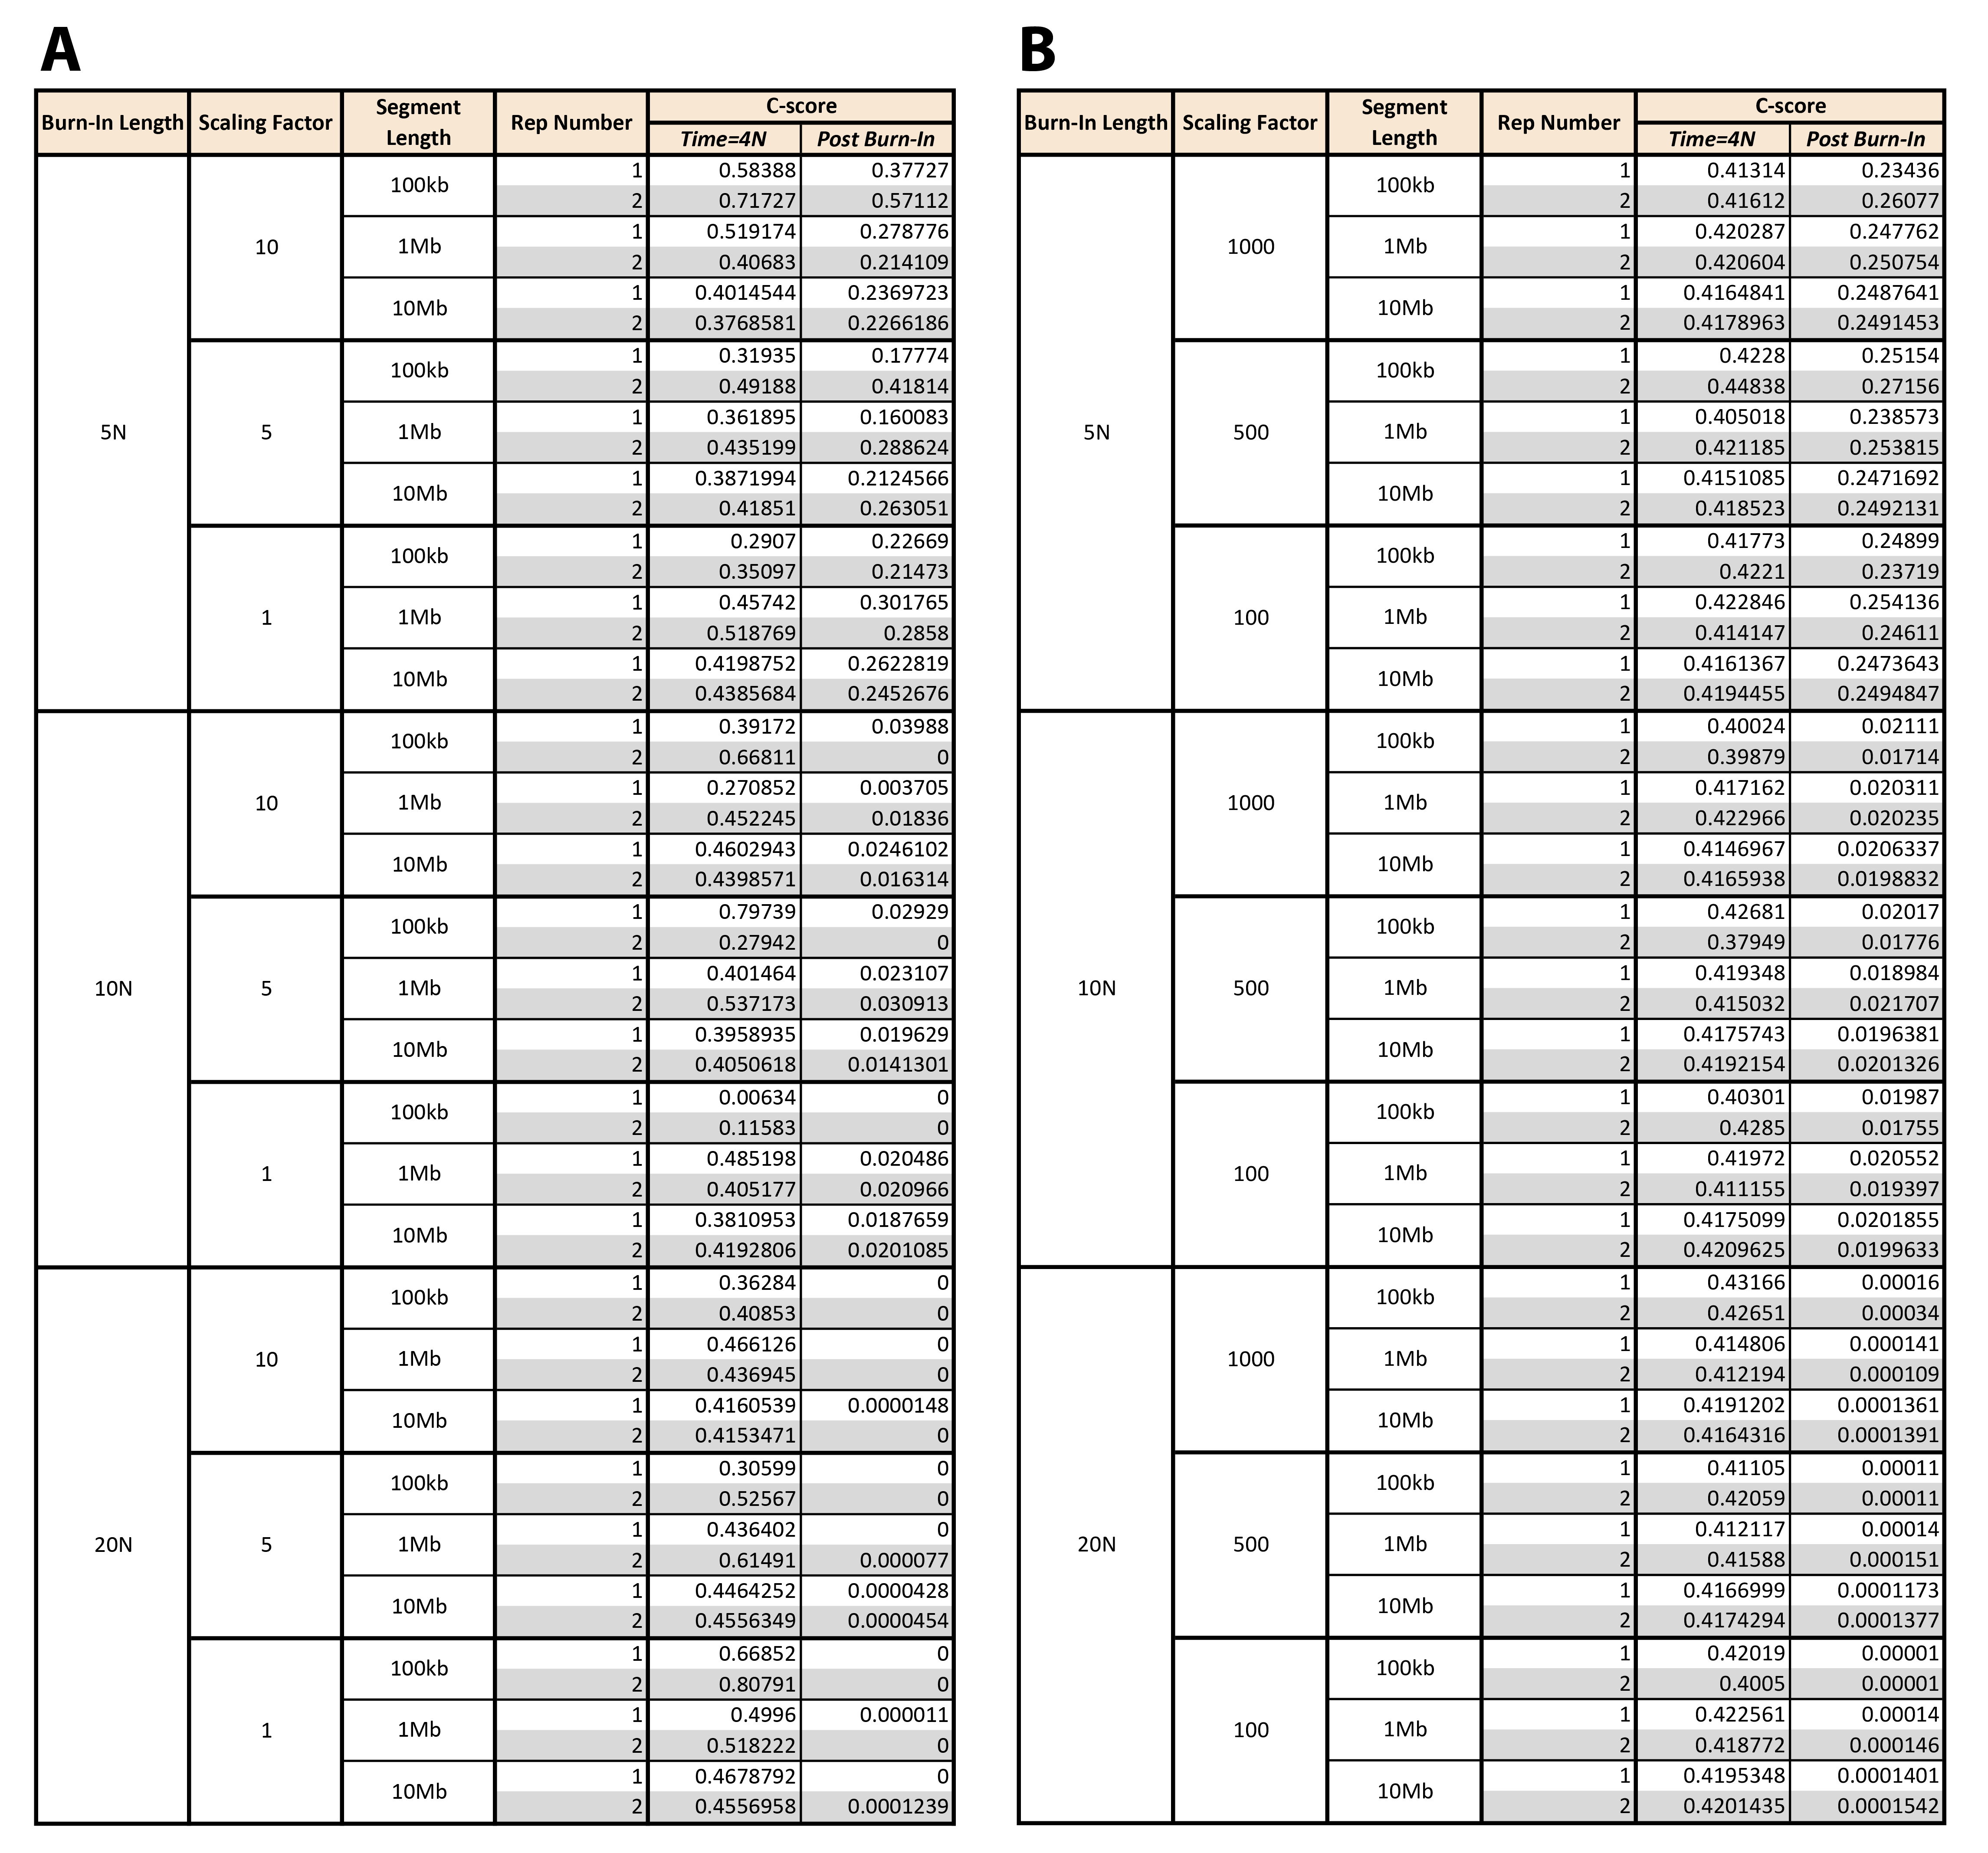 A
Burn-In Length Scaling Factor Segment Length Rep Number C-score
Time=4N Post Burn-In
5N 10 100kb 1 0.58388 0.37727
2 0.71727 0.57112
1Mb 1 0.519174 0.278776
2 0.40683 0.214109
10Mb 1 0.4014544 0.2369723
2 0.3768581 0.2266186
5 100kb 1 0.31935 0.17774
2 0.49188 0.41814
1Mb 1 0.361895 0.160083
2 0.435199 0.288624
10Mb 1 0.3871994 0.2124566
2 0.41851 0.263051
1 100kb 1 0.2907 0.22669
2 0.35097 0.21473
1Mb 1 0.45742 0.301765
2 0.518769 0.2858
10Mb 1 0.4198752 0.2622819
2 0.4385684 0.2452676
10N 10 100kb 1 0.39172 0.03988
2 0.66811 0
1Mb 1 0.270852 0.003705
2 0.452245 0.01836
10Mb 1 0.4602943 0.0246102
2 0.4398571 0.016314
5 100kb 1 0.79739 0.02929
2 0.27942 0
1Mb 1 0.401464 0.023107
2 0.537173 0.030913
10Mb 1 0.3958935 0.019629
2 0.4050618 0.0141301
1 100kb 1 0.00634 0
2 0.11583 0
1Mb 1 0.485198 0.020486
2 0.405177 0.020966
10Mb 1 0.3810953 0.0187659
2 0.4192806 0.0201085
20N 10 100kb 1 0.36284 0
2 0.40853 0
1Mb 1 0.466126 0
2 0.436945 0
10Mb 1 0.4160539 0.0000148
2 0.4153471 0
5 100kb 1 0.30599 0
2 0.52567 0
1Mb 1 0.436402 0
2 0.61491 0.000077
10Mb 1 0.4464252 0.0000428
2 0.4556349 0.0000454
1 100kb 1 0.66852 0
2 0.80791 0
1Mb 1 0.4996 0.000011
2 0.518222 0
10Mb 1 0.4678792 0
2 0.4556958 0.0001239
B
Burn-In Length Scaling Factor Segment Length Rep Number C-score
Time=4N Post Burn-In
5N 1000 100kb 1 0.41314 0.23436
2 0.41612 0.26077
1Mb 1 0.420287 0.247762
2 0.420604 0.250754
10Mb 1 0.4164841 0.2487641
2 0.4178963 0.2491453
500 100kb 1 0.4228 0.25154
2 0.44838 0.27156
1Mb 1 0.405018 0.238573
2 0.421185 0.253815
10Mb 1 0.4151085 0.2471692
2 0.418523 0.2492131
100 100kb 1 0.41773 0.24899
2 0.4221 0.23719
1Mb 1 0.422846 0.254136
2 0.414147 0.24611
10Mb 1 0.4161367 0.2473643
2 0.4194455 0.2494847
10N 1000 100kb 1 0.40024 0.02111
2 0.39879 0.01714
1Mb 1 0.417162 0.020311
2 0.422966 0.020235
10Mb 1 0.4146967 0.0206337
2 0.4165938 0.0198832
500 100kb 1 0.42681 0.02017
2 0.37949 0.01776
1Mb 1 0.419348 0.018984
2 0.415032 0.021707
10Mb 1 0.4175743 0.0196381
2 0.4192154 0.0201326
100 100kb 1 0.40301 0.01987
2 0.4285 0.01755
1Mb 1 0.41972 0.020552
2 0.411155 0.019397
10Mb 1 0.4175099 0.0201855
2 0.4209625 0.0199633
20N 1000 100kb 1 0.43166 0.00016
2 0.42651 0.00034
1Mb 1 0.414806 0.000141
2 0.412194 0.000109
10Mb 1 0.4191202 0.0001361
2 0.4164316 0.0001391
500 100kb 1 0.41105 0.00011
2 0.42059 0.00011
1Mb 1 0.412117 0.00014
2 0.41588 0.000151
10Mb 1 0.4166999 0.0001173
2 0.4174294 0.0001377
100 100kb 1 0.42019 0.00001
2 0.4005 0.00001
1Mb 1 0.422561 0.00014
2 0.418772 0.000146
10Mb 1 0.4195348 0.0001401
2 0.4201435 0.0001542